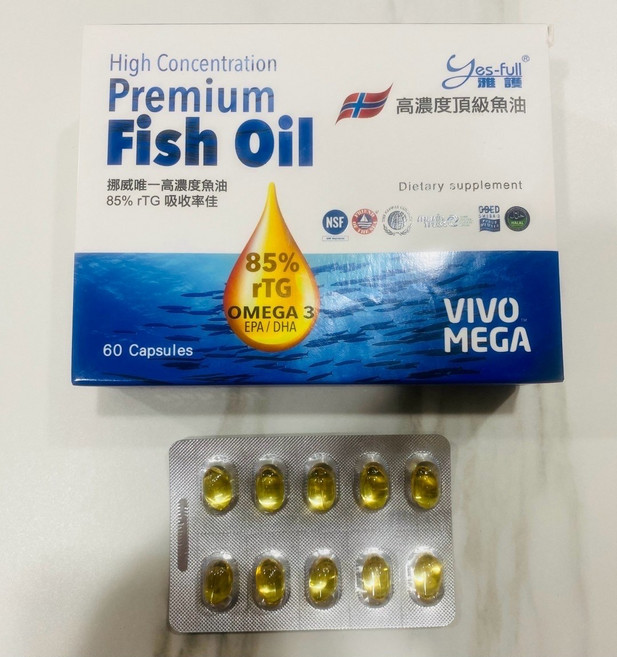 High Concentration
Premium
Fish Oil
挪威唯一高濃度魚油
85% rTG 吸收率佳
yes-full®
雅護
高濃度頂級魚油
Dietary supplement
NSF
GOED
HALAL
85%
rTG
OMEGA 3
EPA / DHA
60 Capsules
VIVO
MEGA